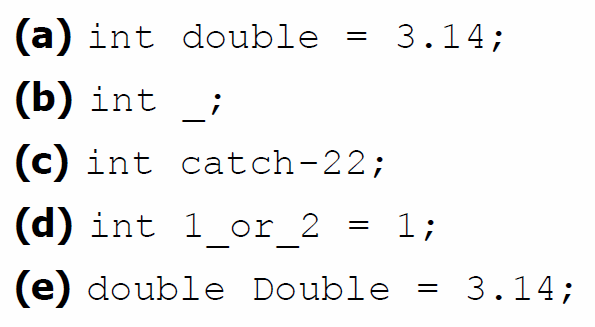 (a) int double = 3.14;
(b) int _;
(c) int catch-22;
(d) int 1_or_2 = 1;
(e) double Double = 3.14;